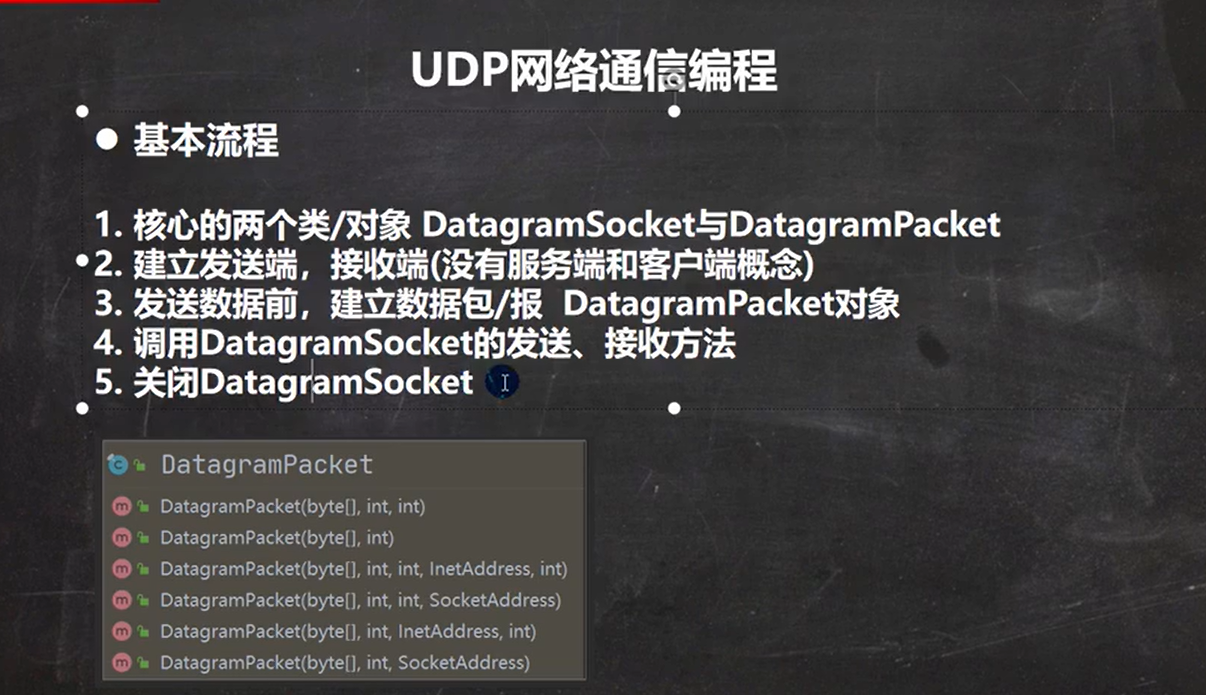 UDP网络通信编程
基本流程
1. 核心的两个类/对象 DatagramSocket与DatagramPacket
2. 建立发送端，接收端(没有服务端和客户端概念)
3. 发送数据前，建立数据包/报 DatagramPacket对象
4. 调用DatagramSocket的发送、接收方法
5. 关闭DatagramSocket
DatagramPacket
DatagramPacket(byte[], int, int)
DatagramPacket(byte[], int)
DatagramPacket(byte[], int, int, InetAddress, int)
DatagramPacket(byte[], int, int, SocketAddress)
DatagramPacket(byte[], int, InetAddress, int)
DatagramPacket(byte[], int, SocketAddress)